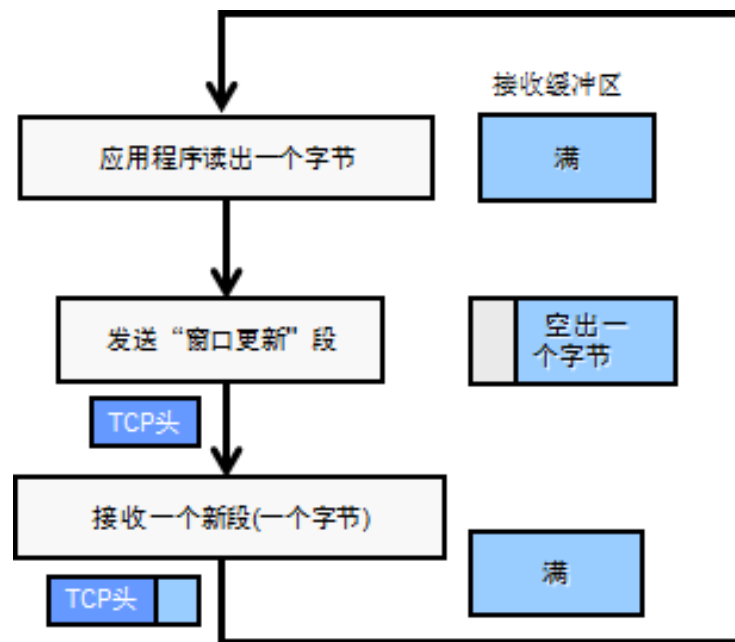 接收缓冲区
应用程序读出一个字节
满
发送“窗口更新”段
空出一
个字节
TCP头
接收一个新段(一个字节)
满
TCP头